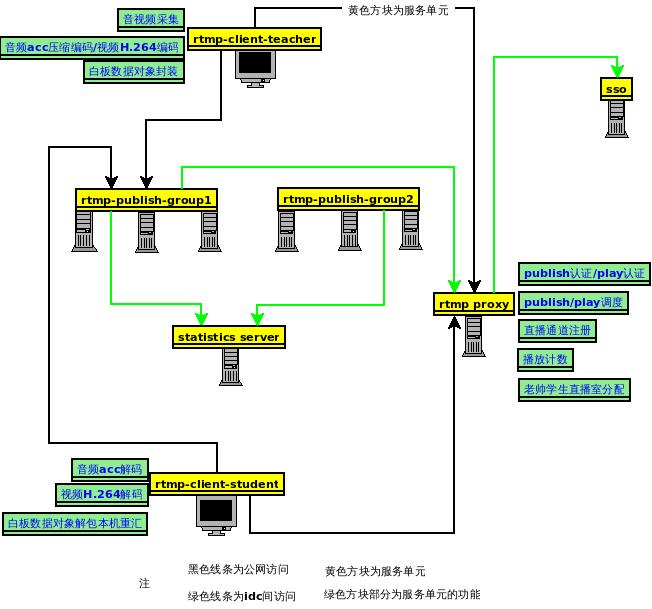 黄色方块为服务单元
音视频采集
rtmp-client-teacher
音频acc压缩编码/视频H.264编码
白板数据对象封装
sso
rtmp-publish-group1
rtmp-publish-group2
publish认证/play认证
rtmp proxy
publish/play调度
直播通道注册
statistics server
播放计数
老帅学生直播室分配
音频acc解码
rtmp-client-student
视频H.264解码
白板数据对象解包本机重汇
黑色线条为公网访问
黄色方块为服务单元
注
绿色线条为idc间访问
绿色方块部分为服务单元的功能